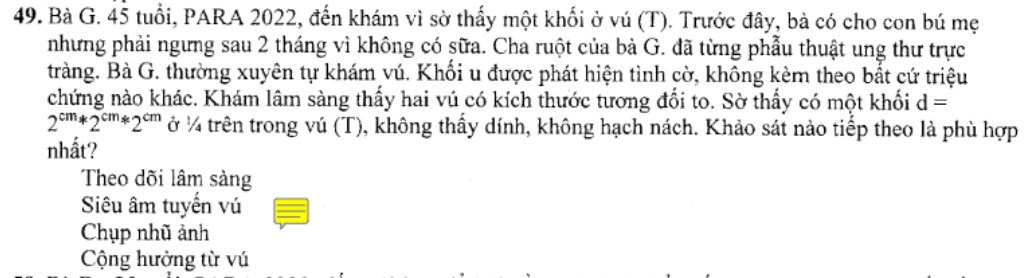 49. Bà G. 45 tuổi, PARA 2022, đến khám vì sờ thấy một khối ở vú (T). Trước đây, bà có cho con bú mẹ
nhưng phải ngưng sau 2 tháng vì không có sữa. Cha ruột của bà G. đã từng phẫu thuật ung thư trực
tràng. Bà G. thường xuyên tự khám vú. Khối u được phát hiện tình cờ, không kèm theo bất cứ triệu
chứng nào khác. Khám lâm sàng thấy hai vú có kích thước tương đối to. Sờ thấy có một khối d =
2cm*2cm*2cm ở ¼ trên trong vú (T), không thấy dính, không hạch nách. Khảo sát nào tiếp theo là phù hợp
nhất?
Theo dõi lâm sàng
Siêu âm tuyến vú
Chụp nhũ ảnh
Cộng hưởng từ vú